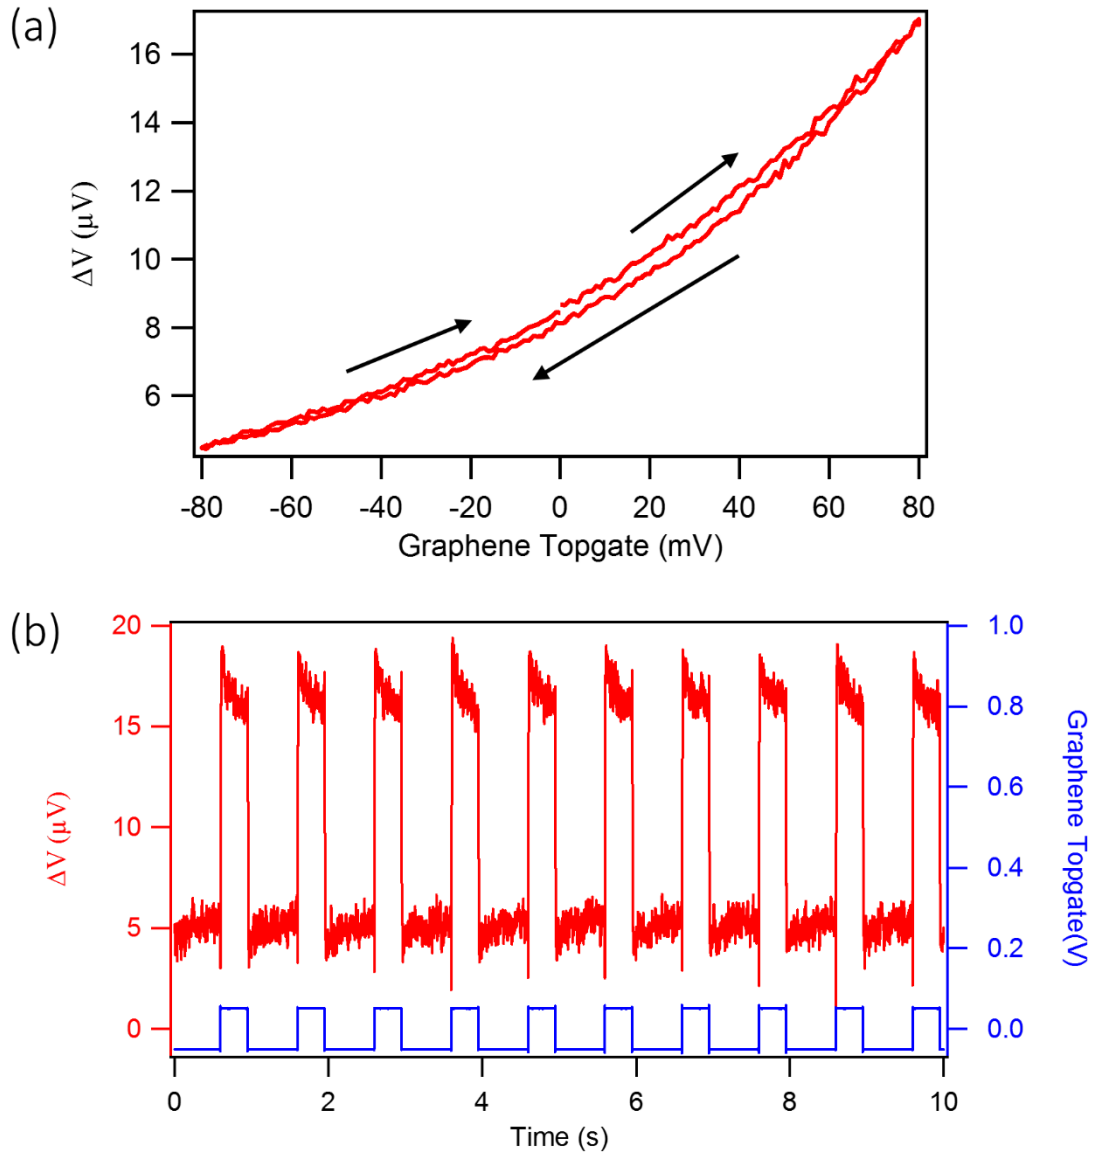 (a)
16
14
12
10
8
6
ΔV (μV)
-80 -60 -40 -20 0 20 40 60 80
Graphene Topgate (mV)
(b)
20
15
10
5
0
ΔV (μV)
1.0
0.8
0.6
0.4
0.2
0.0
Graphene Topgate(V)
0 2 4 6 8 10
Time (s)